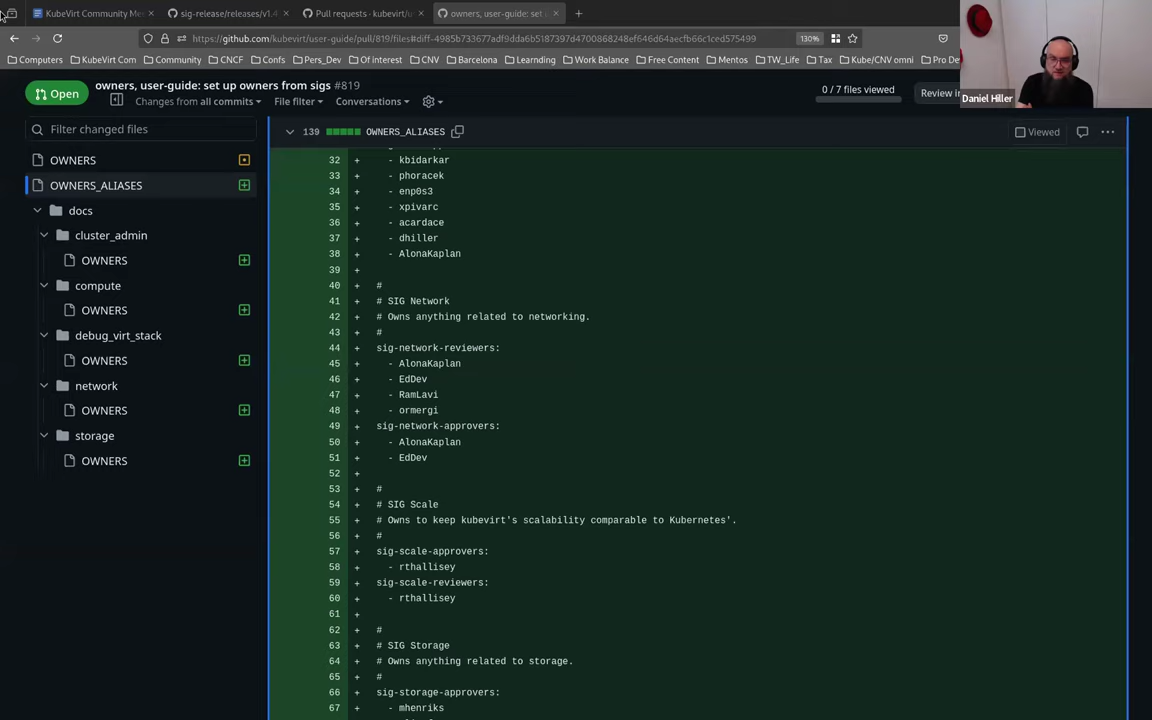 KubeVirt Community Me
sig-release/releases/v1.4
Pull requests · kubevirt/u
owners, user-guide: set
https://github.com/kubevirt/user-guide/pull/819/files#diff-4985b733677adf9dda6b5187397d4700868248ef646d64aecfb66c1ced575499
130%
Computers KubeVirt Com Community CNCF Confs Pers_Dev Of interest CNV Barcelona Learnding Work Balance Free Content Mentos TW_Life Tax Kube/CNV omni Pro De
Daniel Hiller
Open
owners, user-guide: set up owners from sigs #819
Changes from all commits File filter Conversations
0 / 7 files viewed
Review in
Filter changed files
OWNERS
OWNERS_ALIASES
docs
cluster_admin
OWNERS
compute
OWNERS
debug_virt_stack
OWNERS
network
OWNERS
storage
OWNERS
139 OWNERS_ALIASES
Viewed
32 + - kbidarkar
33 + - phoracek
34 + - enp0s3
35 + - xpivarc
36 + - acardace
37 + - dhiller
38 + - AlonaKaplan
39 +
40 + #
41 + # SIG Network
42 + # Owns anything related to networking.
43 + #
44 + sig-network-reviewers:
45 + - AlonaKaplan
46 + - EdDev
47 + - RamLavi
48 + - ormergi
49 + sig-network-approvers:
50 + - AlonaKaplan
51 + - EdDev
52 +
53 + #
54 + # SIG Scale
55 + # Owns to keep kubevirt's scalability comparable to Kubernetes'.
56 + #
57 + sig-scale-approvers:
58 + - rthallisey
59 + sig-scale-reviewers:
60 + - rthallisey
61 +
62 + #
63 + # SIG Storage
64 + # Owns anything related to storage.
65 + #
66 + sig-storage-approvers:
67 + - mhenriks